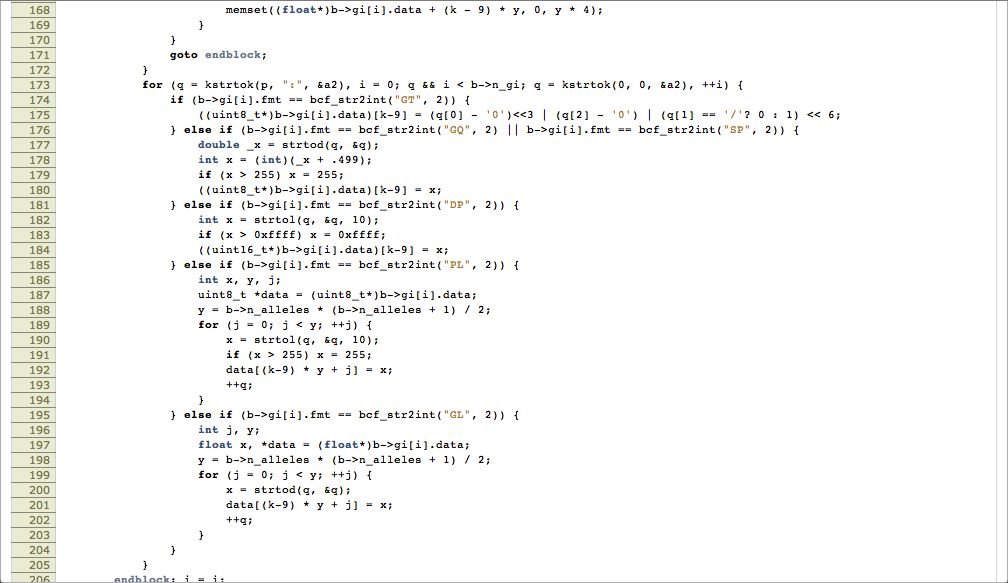 168 memset((float*)b->gi[i].data + (k - 9) * y, 0, y * 4);
169 }
170 }
171 goto endblock;
172 }
173 for (q = kstrtok(p, ":", &a2), i = 0; q && i < b->n_gi; q = kstrtok(0, 0, &a2), ++i) {
174 if (b->gi[i].fmt == bcf_str2int("GT", 2)) {
175 ((uint8_t*)b->gi[i].data)[k-9] = (q[0] - '0')<<3 | (q[2] - '0') | (q[1] == '/'? 0 : 1) << 6;
176 } else if (b->gi[i].fmt == bcf_str2int("GQ", 2) || b->gi[i].fmt == bcf_str2int("SP", 2)) {
177 double _x = strtod(q, &q);
178 int x = (int)(_x + .499);
179 if (x > 255) x = 255;
180 ((uint8_t*)b->gi[i].data)[k-9] = x;
181 } else if (b->gi[i].fmt == bcf_str2int("DP", 2)) {
182 int x = strtol(q, &q, 10);
183 if (x > 0xffff) x = 0xffff;
184 ((uint16_t*)b->gi[i].data)[k-9] = x;
185 } else if (b->gi[i].fmt == bcf_str2int("PL", 2)) {
186 int x, y, j;
187 uint8_t *data = (uint8_t*)b->gi[i].data;
188 y = b->n_alleles * (b->n_alleles + 1) / 2;
189 for (j = 0; j < y; ++j) {
190 x = strtol(q, &q, 10);
191 if (x > 255) x = 255;
192 data[(k-9) * y + j] = x;
193 ++q;
194 }
195 } else if (b->gi[i].fmt == bcf_str2int("GL", 2)) {
196 int j, y;
197 float x, *data = (float*)b->gi[i].data;
198 y = b->n_alleles * (b->n_alleles + 1) / 2;
199 for (j = 0; j < y; ++j) {
200 x = strtod(q, &q);
201 data[(k-9) * y + j] = x;
202 ++q;
203 }
204 }
205 }
206 endblock: i = i;